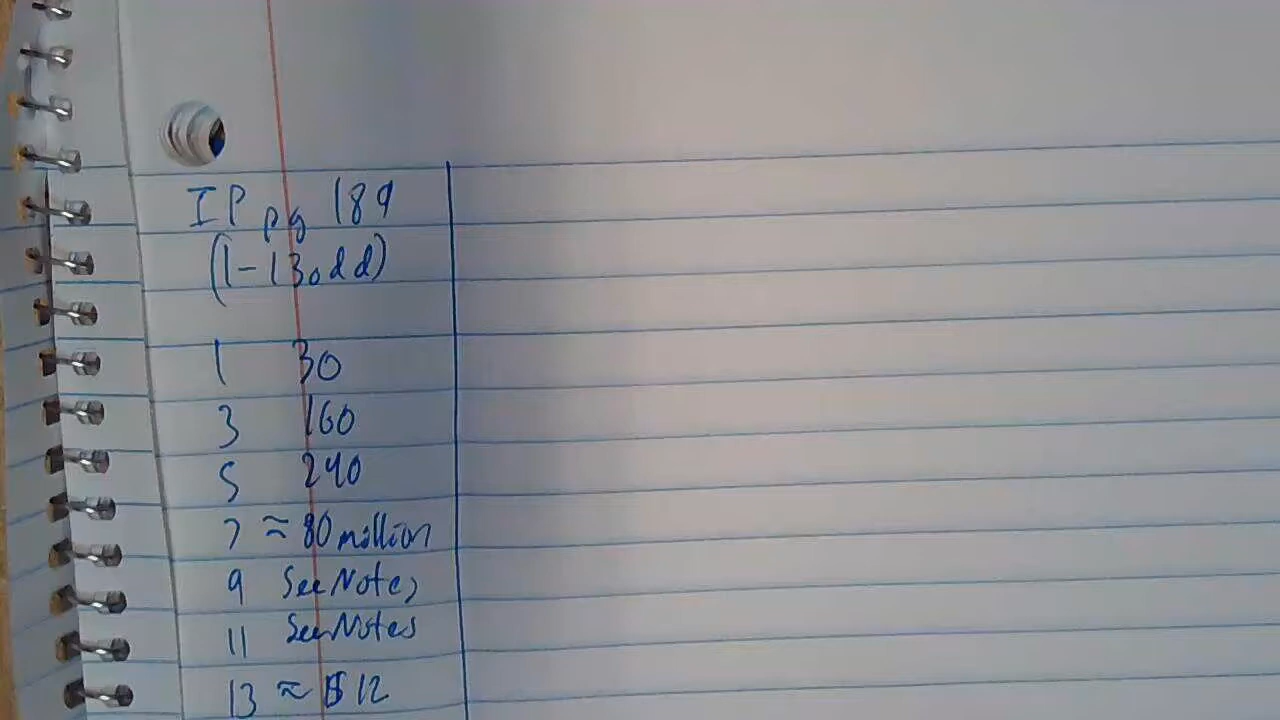 IP pg 189
(1-13 odd)
1 30
3 160
5 240
7 ≈ 80 million
9 See Notes
11 See Notes
13 ≈ $12